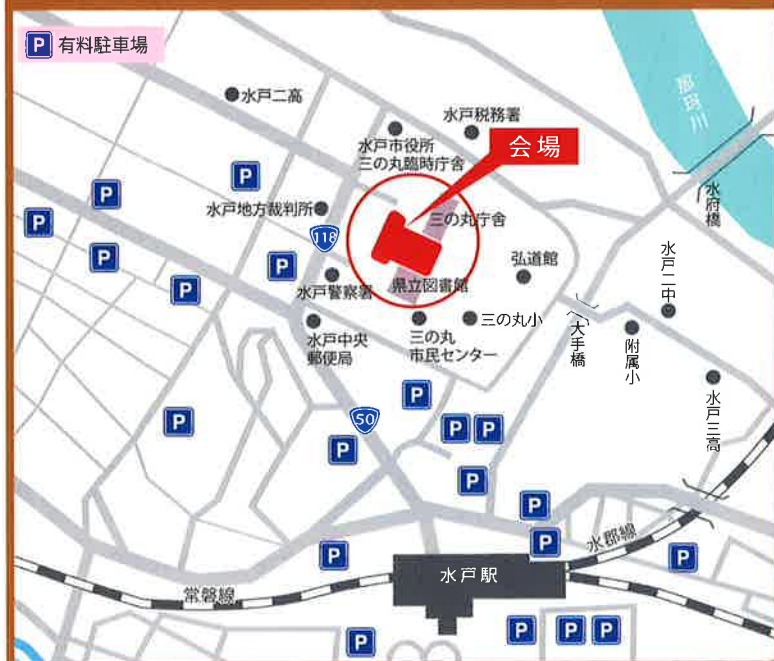 P 有料駐車場
水戸二高
水戸税務署
水戸市役所
三の丸臨時庁舎
会場
那珂川
水府橋
P
P
P
P
P
P
水戸地方裁判所
118
三の丸庁舎
県立図書館
弘道館
水戸二中
水戸警察署
水戸中央
郵便局
三の丸
市民センター
三の丸小
大手橋
附属小
水戸三高
50
P
P
P
P
P
P
P
P
P
P
水戸駅
水郡線
常磐線
P
P
P
P